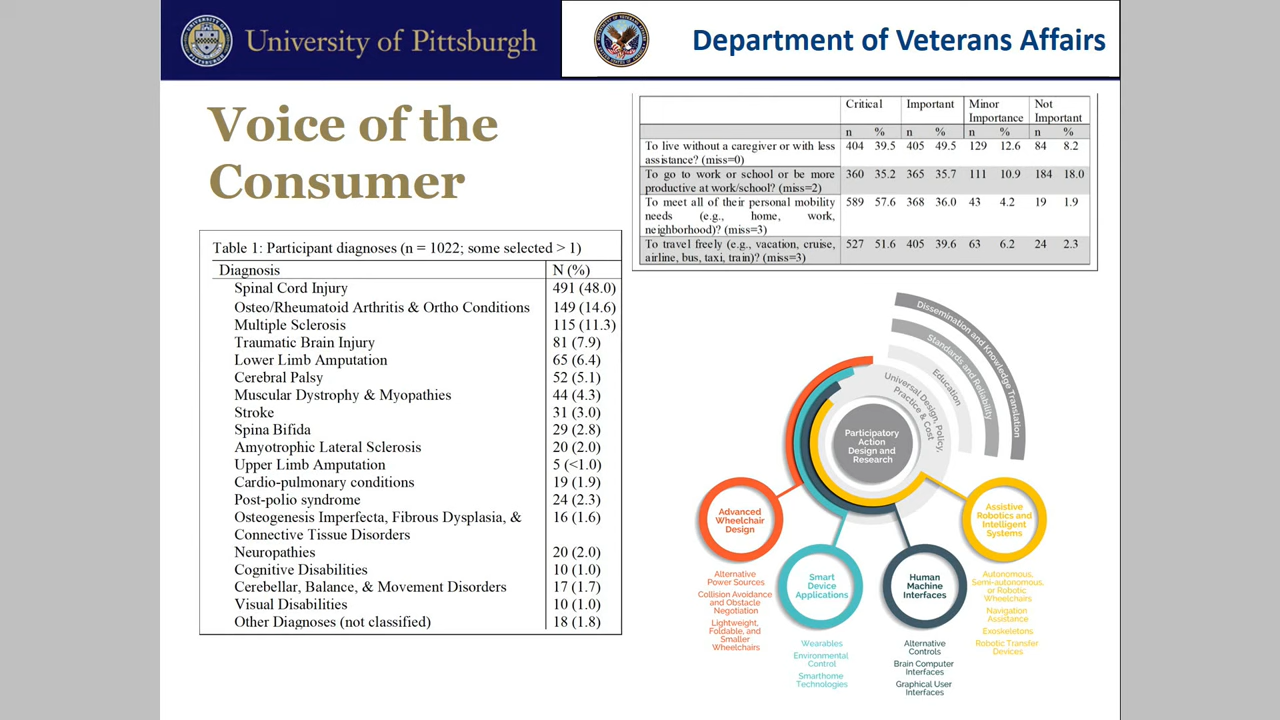 University of Pittsburgh
Department of Veterans Affairs
Voice of the
Consumer
Critical Important Minor Importance Not Important
n % n % n % n %
To live without a caregiver or with less 404 39.5 405 49.5 129 12.6 84 8.2
assistance? (miss=0)
To go to work or school or be more 360 35.2 365 35.7 111 10.9 184 18.0
productive at work/school? (miss=2)
To meet all of their personal mobility 589 57.6 368 36.0 43 4.2 19 1.9
needs (e.g., home, work,
neighborhood)? (miss=3)
To travel freely (e.g., vacation, cruise, 527 51.6 405 39.6 63 6.2 24 2.3
airline, bus, taxi, train)? (miss=3)
Table 1: Participant diagnoses (n = 1022; some selected > 1)
Diagnosis N (%)
Spinal Cord Injury 491 (48.0)
Osteo/Rheumatoid Arthritis & Ortho Conditions 149 (14.6)
Multiple Sclerosis 115 (11.3)
Traumatic Brain Injury 81 (7.9)
Lower Limb Amputation 65 (6.4)
Cerebral Palsy 52 (5.1)
Muscular Dystrophy & Myopathies 44 (4.3)
Stroke 31 (3.0)
Spina Bifida 29 (2.8)
Amyotrophic Lateral Sclerosis 20 (2.0)
Upper Limb Amputation 5 (<1.0)
Cardio-pulmonary conditions 19 (1.9)
Post-polio syndrome 24 (2.3)
Osteogenesis Imperfecta, Fibrous Dysplasia, & 16 (1.6)
Connective Tissue Disorders
Neuropathies 20 (2.0)
Cognitive Disabilities 10 (1.0)
Cerebellar, Balance, & Movement Disorders 17 (1.7)
Visual Disabilities 10 (1.0)
Other Diagnoses (not classified) 18 (1.8)
Dissemination and Knowledge Translation
Standards and Reliability
Education
Universal Design, Policy,
Practice & Cost
Participatory
Action
Design and
Research
Advanced
Wheelchair
Design
Alternative
Power Sources
Collision Avoidance
and Obstacle
Negotiation
Lightweight,
Foldable, and
Smaller
Wheelchairs
Smart
Device
Applications
Wearables
Environmental
Control
Smarthome
Technologies
Human
Machine
Interfaces
Alternative
Controls
Brain Computer
Interfaces
Graphical User
Interfaces
Assistive
Robotics and
Intelligent
Systems
Autonomous,
Semi-autonomous,
or Robotic
Wheelchairs
Navigation
Assistance
Exoskeletons
Robotic Transfer
Devices